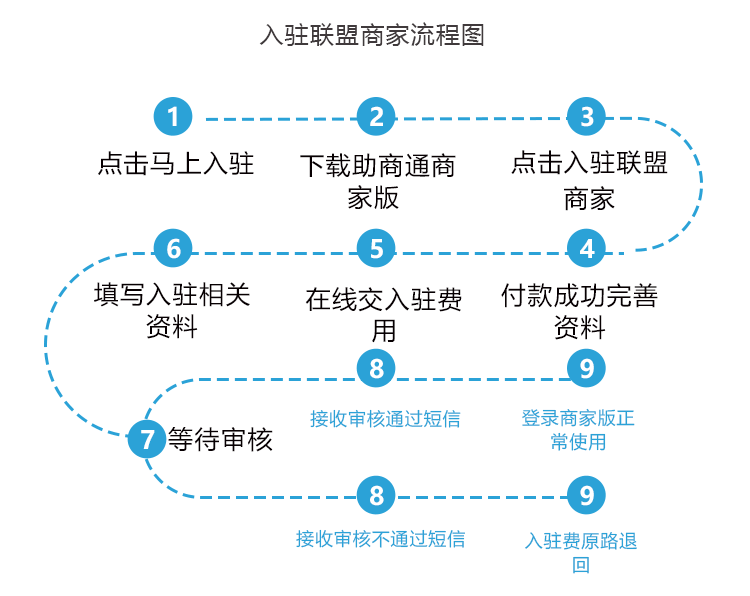 入驻联盟商家流程图
1
2
3
点击马上入驻
下载助商通商
家版
点击入驻联盟
商家
6
5
4
填写入驻相关
资料
在线交入驻费
用
付款成功完善
资料
8
9
接收审核通过短信
登录商家版正
常使用
7
等待审核
8
9
接收审核不通过短信
入驻费原路退
回